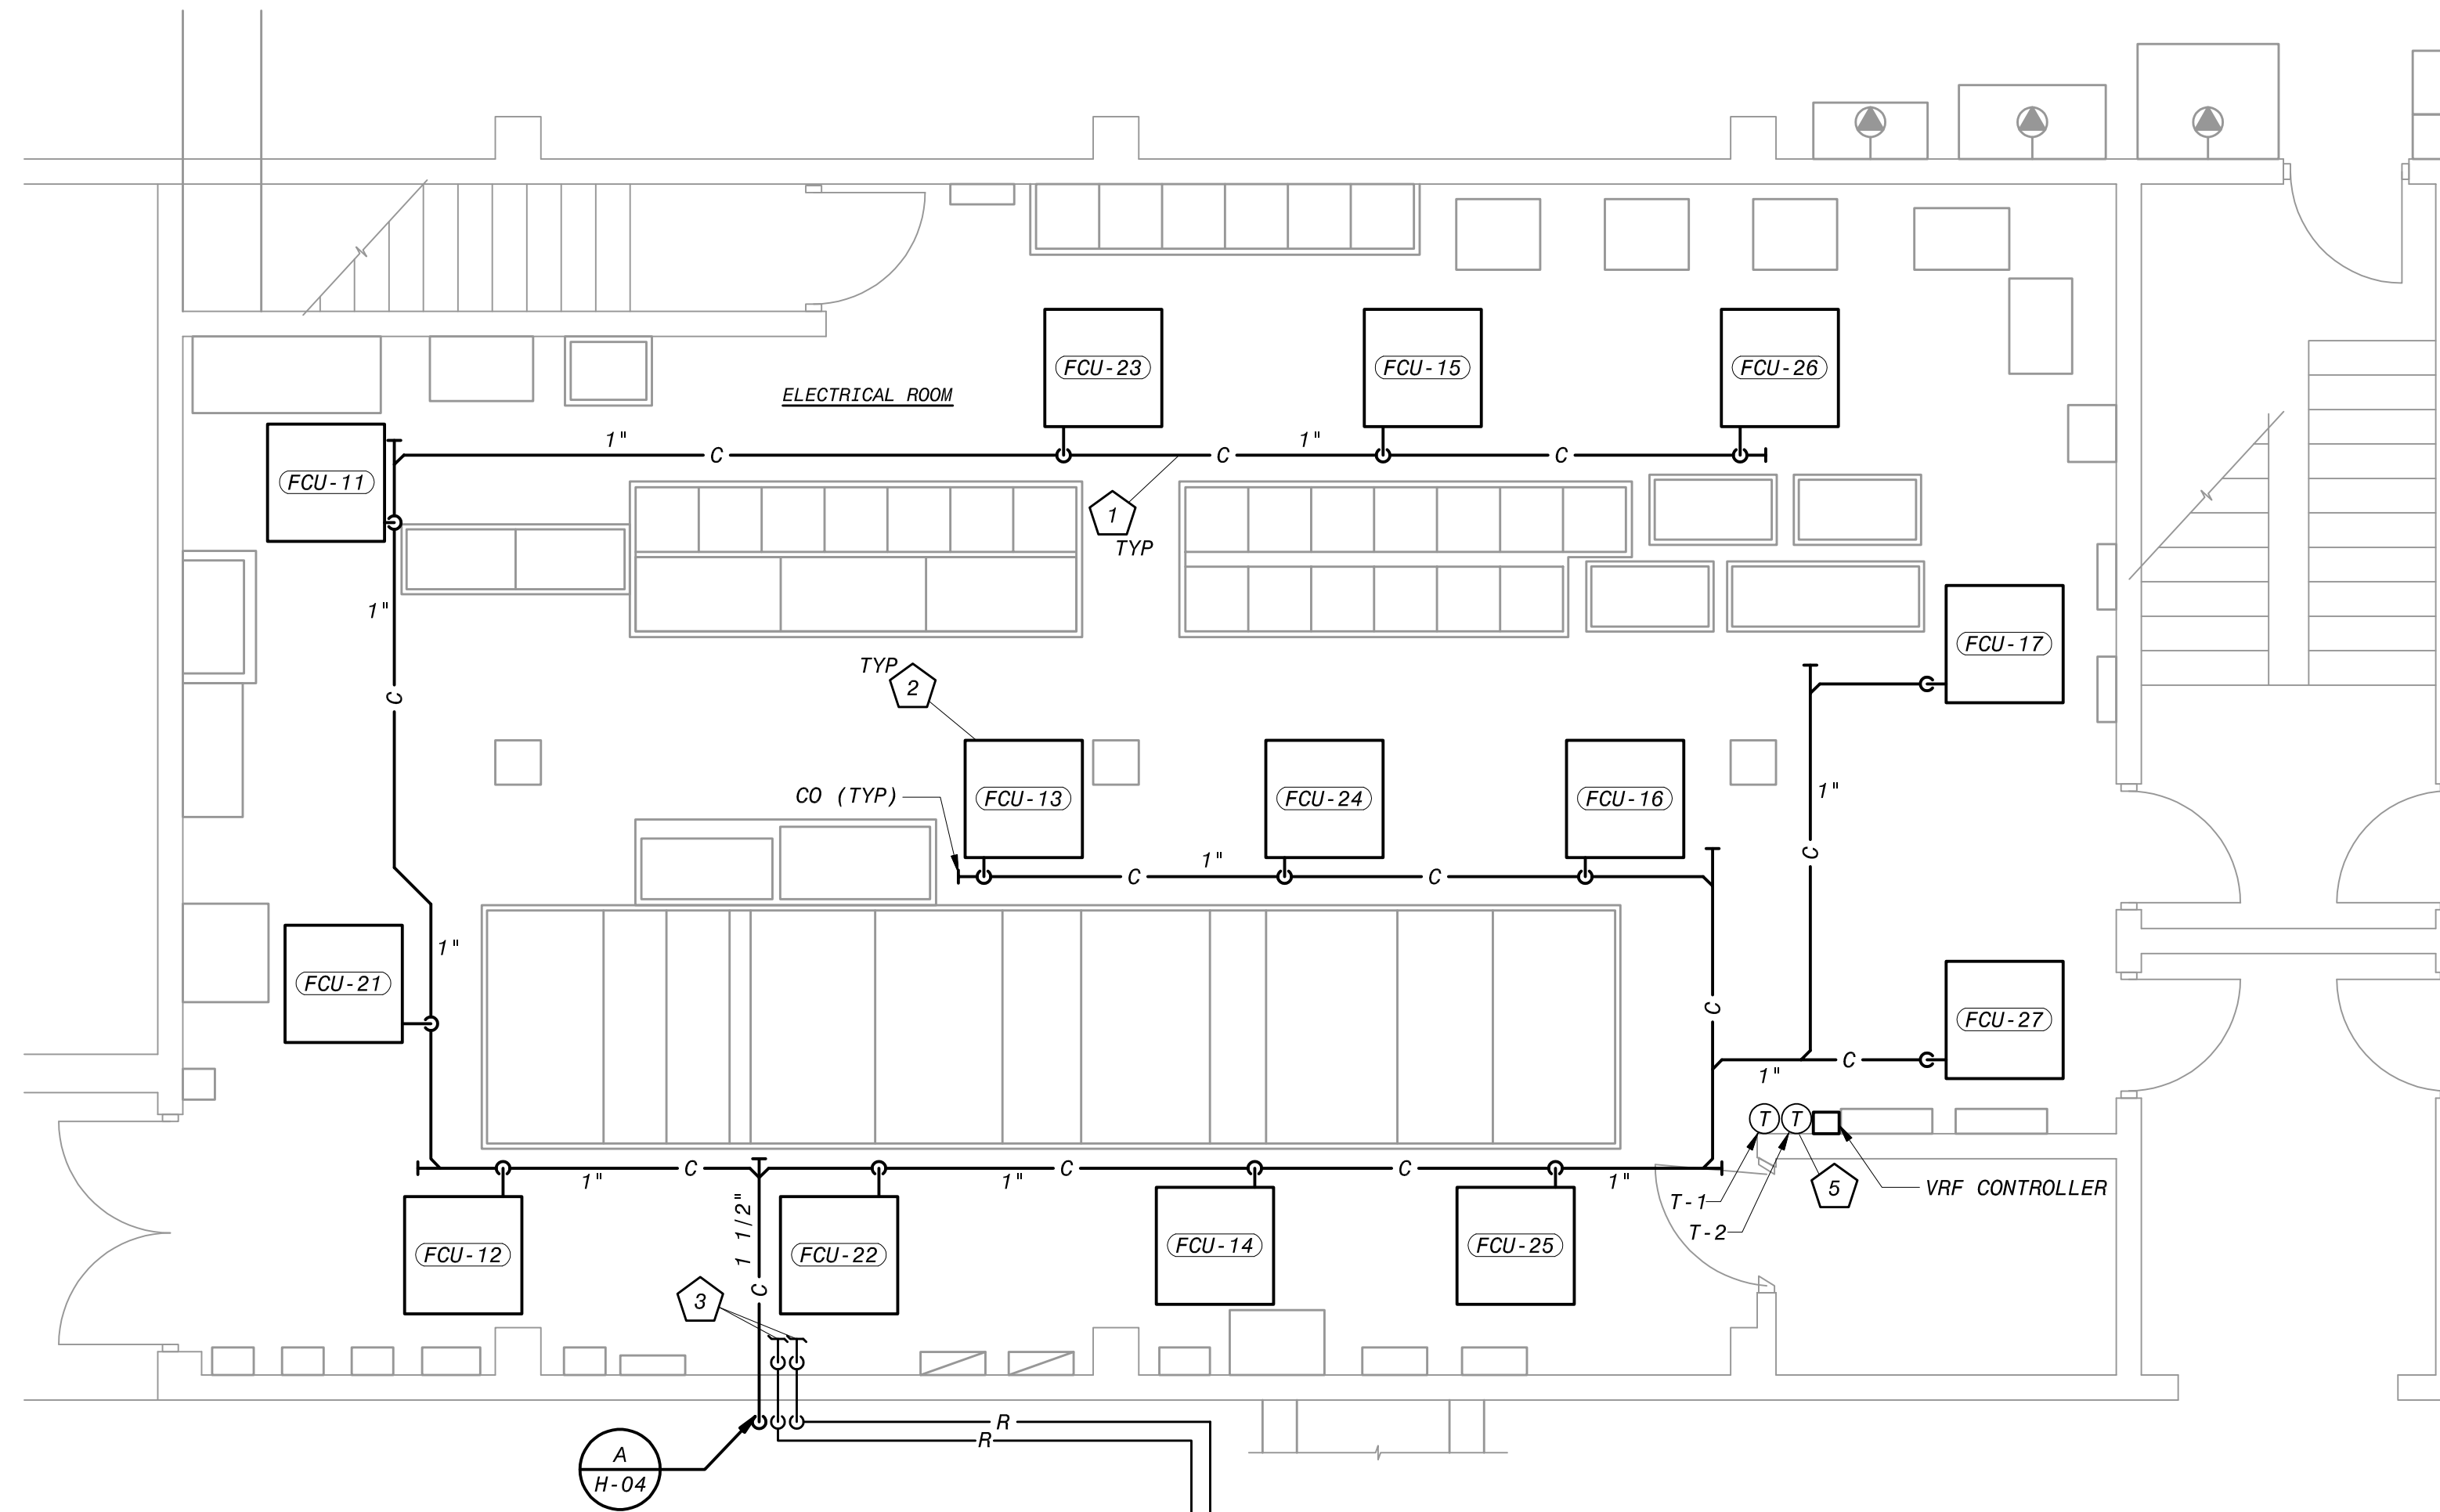 FCU-23
FCU-15
FCU-26
ELECTRICAL ROOM
1"
C
C
1"
C
FCU-11
1
TYP
1"
FCU-17
TYP
2
C
1"
CO (TYP)
FCU-13
FCU-24
FCU-16
C
1"
C
C
1"
FCU-21
C
FCU-27
C
1"
T
T
1"
C
C
1"
C
1"
5
VRF CONTROLLER
T-1
T-2
1 1/2"
C
FCU-12
FCU-22
FCU-14
FCU-25
3
R
R
A
H-04